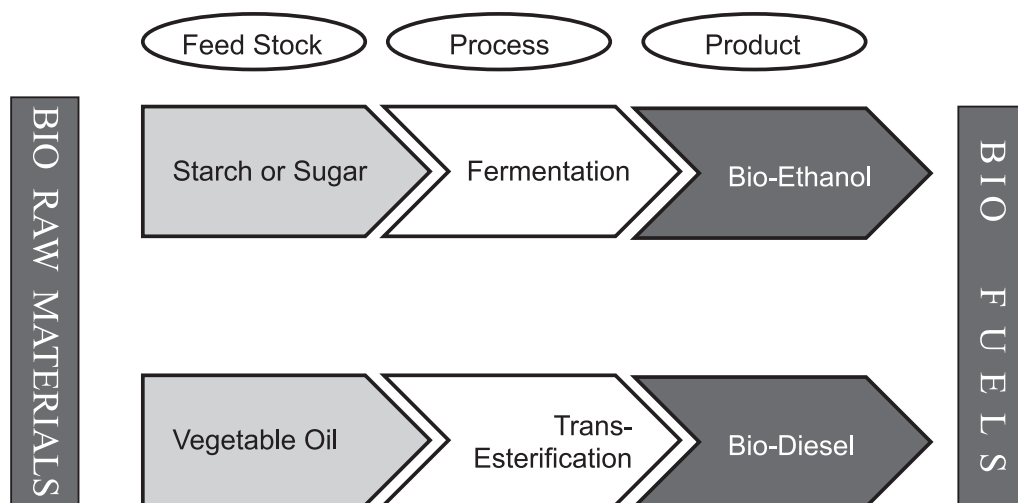 Feed Stock
Process
Product
BIO RAW MATERIALS
Starch or Sugar
Fermentation
Bio-Ethanol
Vegetable Oil
Trans-
Esterification
Bio-Diesel
BIO FUELS